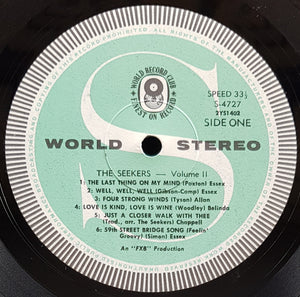 WORLD RECORD CLUB
FINEST ON RECORD
SPEED 33⅓
S-4727
2YS1403
SIDE ONE
WORLD STEREO
THE SEEKERS — Volume II
1: THE LAST THING ON MY MIND (Paxton) Essex
2: WELL, WELL, WELL (Gibson-Camp) Essex
3: FOUR STRONG WINDS (Tyson) Allan
4: LOVE IS KIND, LOVE IS WINE (Woodley) Belinda
5: JUST A CLOSER WALK WITH THEE
(Trad., arr. The Seekers) Chappell
6: 59th STREET BRIDGE SONG (Feelin'
Groovy) (Simon) Essex
An "FXB" Production